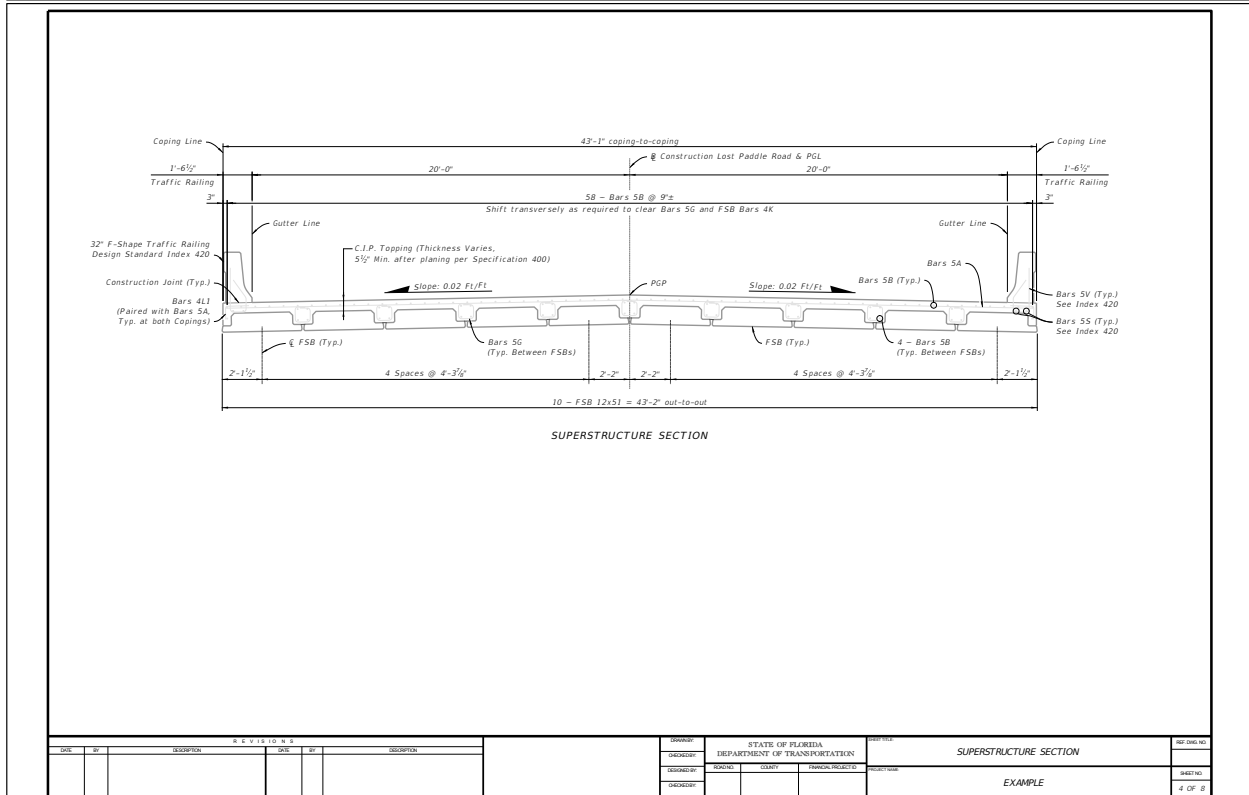 43'-1" coping-to-coping
Coping Line
Coping Line
℄ Construction Lost Paddle Road & PGL
1'-6½"
20'-0"
20'-0"
1'-6½"
Traffic Railing
Traffic Railing
3"
58 – Bars 5B @ 9"±
3"
Shift transversely as required to clear Bars 5G and FSB Bars 4K
Gutter Line
Gutter Line
32" F-Shape Traffic Railing
Design Standard Index 420
C.I.P. Topping (Thickness Varies,
5½" Min. after planing per Specification 400)
Bars 5A
Construction Joint (Typ.)
Slope: 0.02 Ft/Ft
PGP
Slope: 0.02 Ft/Ft
Bars 5B (Typ.)
Bars 4L1
(Paired with Bars 5A,
Typ. at both Copings)
Bars 5V (Typ.)
See Index 420
Bars 5S (Typ.)
See Index 420
℄ FSB (Typ.)
Bars 5G
(Typ. Between FSBs)
FSB (Typ.)
4 – Bars 5B
(Typ. Between FSBs)
2'-1½"
4 Spaces @ 4'-3⅞"
2'-2"
2'-2"
4 Spaces @ 4'-3⅞"
2'-1½"
10 – FSB 12x51 = 43'-2" out-to-out
SUPERSTRUCTURE SECTION
REVISIONS
DATE BY DESCRIPTION DATE BY DESCRIPTION
DRAWN BY:
CHECKED BY:
DESIGNED BY:
CHECKED BY:
STATE OF FLORIDA
DEPARTMENT OF TRANSPORTATION
ROAD NO. COUNTY FINANCIAL PROJECT ID
SHEET TITLE:
SUPERSTRUCTURE SECTION
PROJECT NAME:
EXAMPLE
REF. DWG. NO.
SHEET NO.
4 OF 8